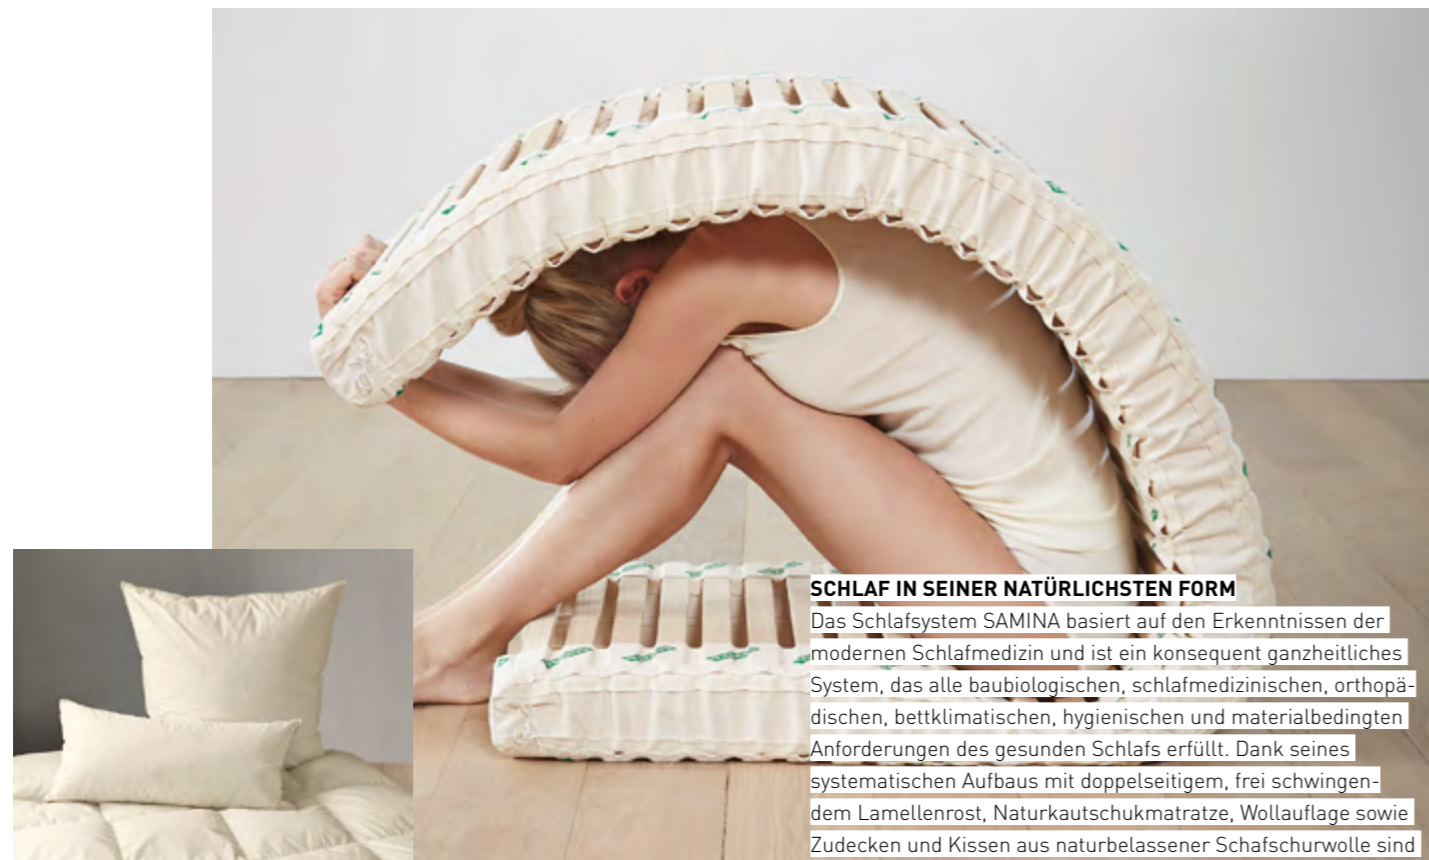 SCHLAF IN SEINER NATÜRLICHSTEN FORM
Das Schlafsystem SAMINA basiert auf den Erkenntnissen der
modernen Schlafmedizin und ist ein konsequent ganzheitliches
System, das alle baubiologischen, schlafmedizinischen, orthopä-
dischen, bettklimatischen, hygienischen und materialbedingten
Anforderungen des gesunden Schlafs erfüllt. Dank seines
systematischen Aufbaus mit doppelseitigem, frei schwingen-
dem Lamellenrost, Naturkautschukmatratze, Wollauflage sowie
Zudecken und Kissen aus naturbelassener Schafschurwolle sind